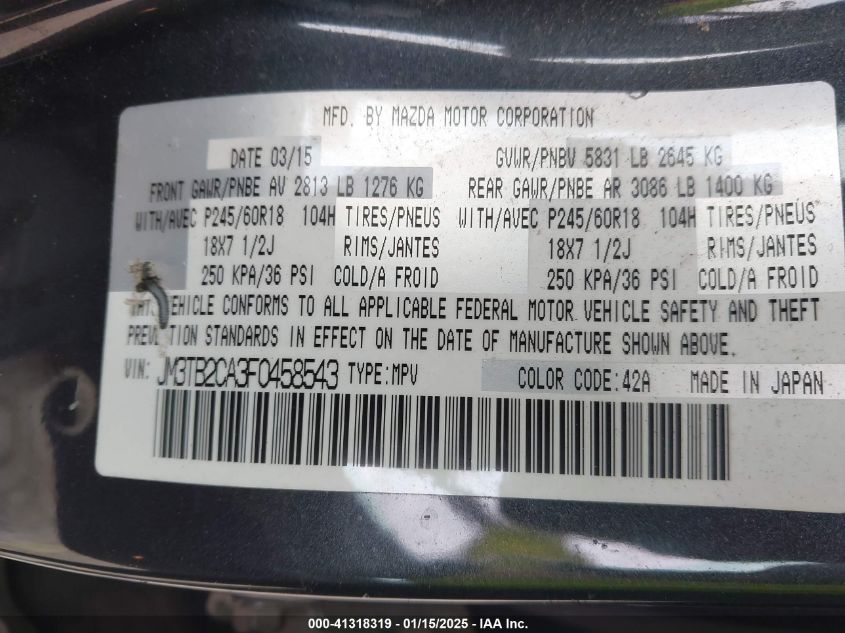 MFD. BY MAZDA MOTOR CORPORATION
DATE 03/15 GVWR/PNBV 5831 LB 2645 KG
FRONT GAWR/PNBE AV 2813 LB 1276 KG REAR GAWR/PNBE AR 3086 LB 1400 KG
WITH/AVEC P245/60R18 104H TIRES/PNEUS WITH/AVEC P245/60R18 104H TIRES/PNEUS
18X7 1/2J RIMS/JANTES 18X7 1/2J RIMS/JANTES
250 KPA/36 PSI COLD/A FROID 250 KPA/36 PSI COLD/A FROID
VEHICLE CONFORMS TO ALL APPLICABLE FEDERAL MOTOR VEHICLE SAFETY AND THEFT
PREVENTION STANDARDS IN EFFECT ON THE DATE OF MANUFACTURE SHOWN ABOVE.
VIN: JM3TB2CA3F0458543 TYPE:MPV COLOR CODE:42A MADE IN JAPAN
000-41318319 - 01/15/2025 - IAA Inc.